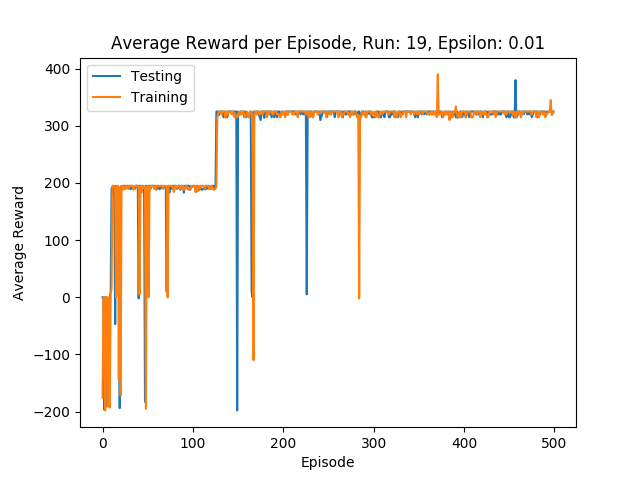 Average Reward per Episode, Run: 19, Epsilon: 0.01
Testing
Training
400
300
200
100
0
−100
−200
Average Reward
0 100 200 300 400 500
Episode